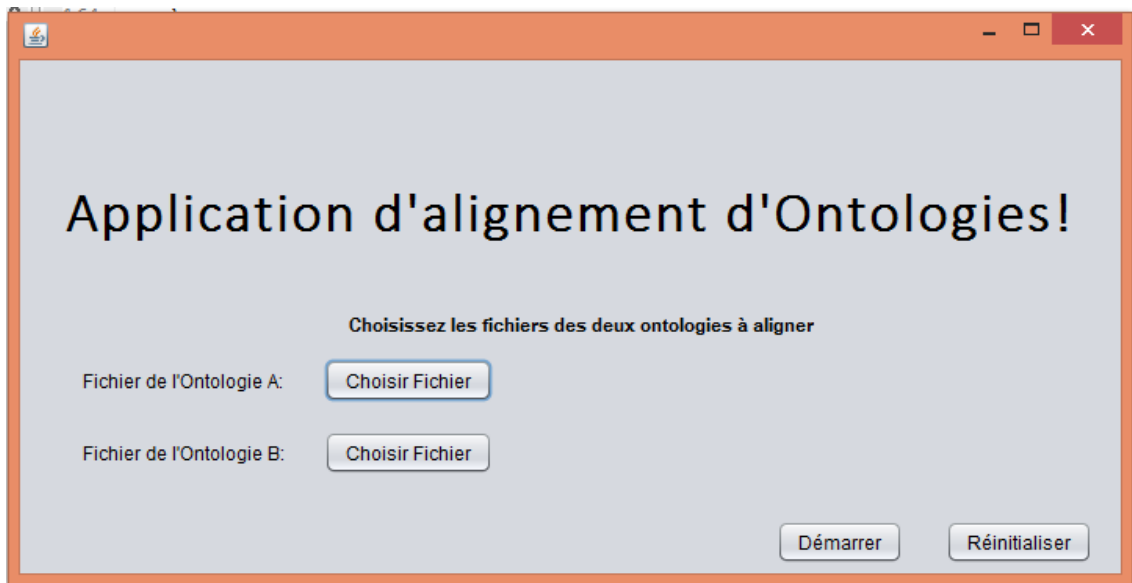 Application d'alignement d'Ontologies!
Choisissez les fichiers des deux ontologies à aligner
Fichier de l'Ontologie A: Choisir Fichier
Fichier de l'Ontologie B: Choisir Fichier
Démarrer Réinitialiser